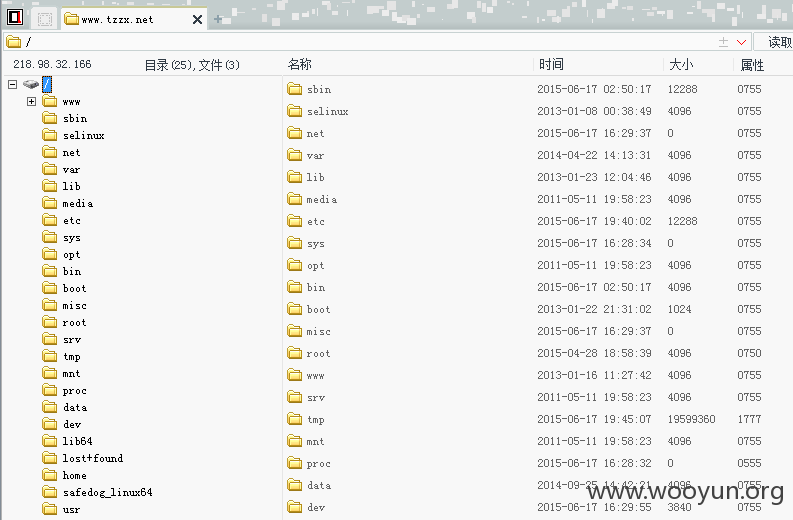 www.tzzx.net
/
读取
218.98.32.166
目录(25),文件(3)
名称 时间 大小 属性
/
www
sbin
selinux
net
var
lib
media
etc
sys
opt
bin
boot
misc
root
srv
tmp
mnt
proc
data
dev
lib64
lost+found
home
safedog_linux64
usr
sbin 2015-06-17 02:50:17 12288 0755
selinux 2013-01-08 00:38:49 4096 0755
net 2015-06-17 16:29:37 0 0755
var 2014-04-22 14:13:31 4096 0755
lib 2013-01-23 12:04:46 4096 0755
media 2011-05-11 19:58:23 4096 0755
etc 2015-06-17 19:40:02 12288 0755
sys 2015-06-17 16:28:34 0 0755
opt 2011-05-11 19:58:23 4096 0755
bin 2015-06-17 02:50:17 4096 0755
boot 2013-01-22 21:31:02 1024 0755
misc 2015-06-17 16:29:37 0 0755
root 2015-04-28 18:58:39 4096 0750
www 2013-01-16 11:27:42 4096 0755
srv 2011-05-11 19:58:23 4096 0755
tmp 2015-06-17 19:45:07 19599360 1777
mnt 2011-05-11 19:58:23 4096 0755
proc 2015-06-17 16:28:32 0 0555
data 2014-09-25 14:42:21 4096 0755
dev 2015-06-17 16:29:55 3840 0755
www.wooyun.org